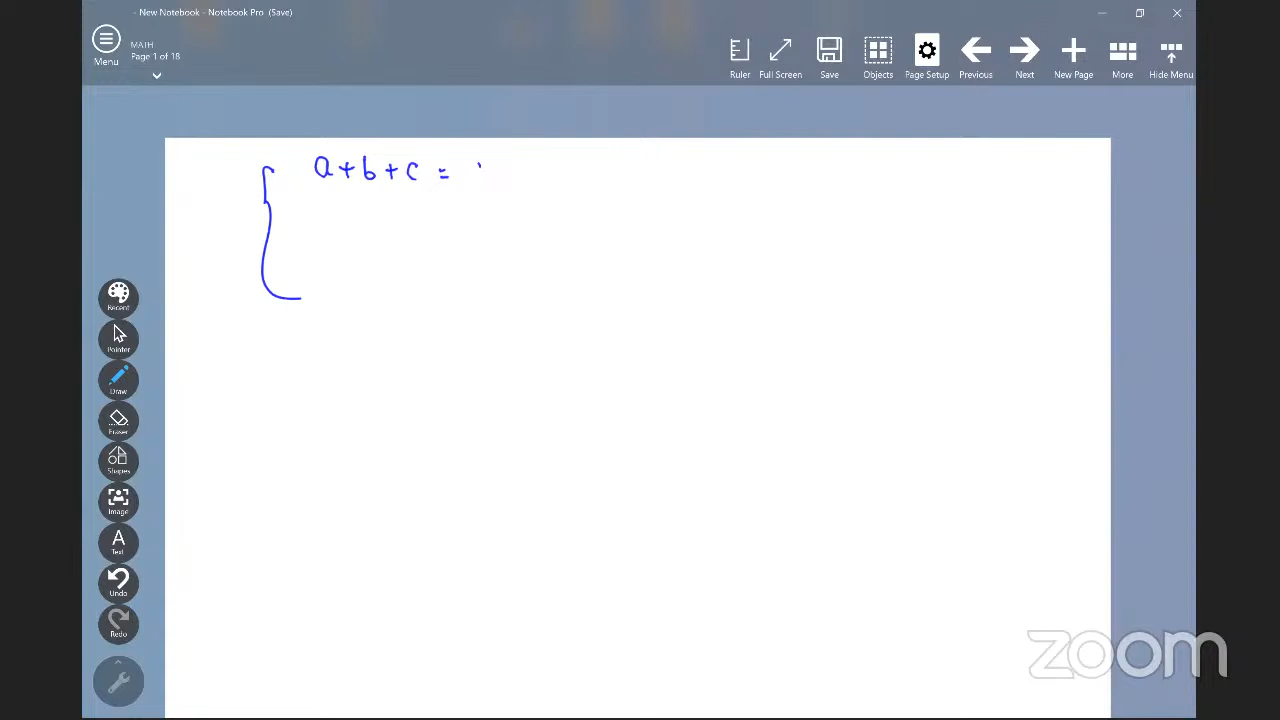 - New Notebook - Notebook Pro (Save)
Menu
MATH
Page 1 of 18
Ruler
Full Screen
Save
Objects
Page Setup
Previous
Next
New Page
More
Hide Menu
a+b+c =
Recent
Pointer
Draw
Eraser
Shapes
Image
A
Text
Undo
Redo
zoom